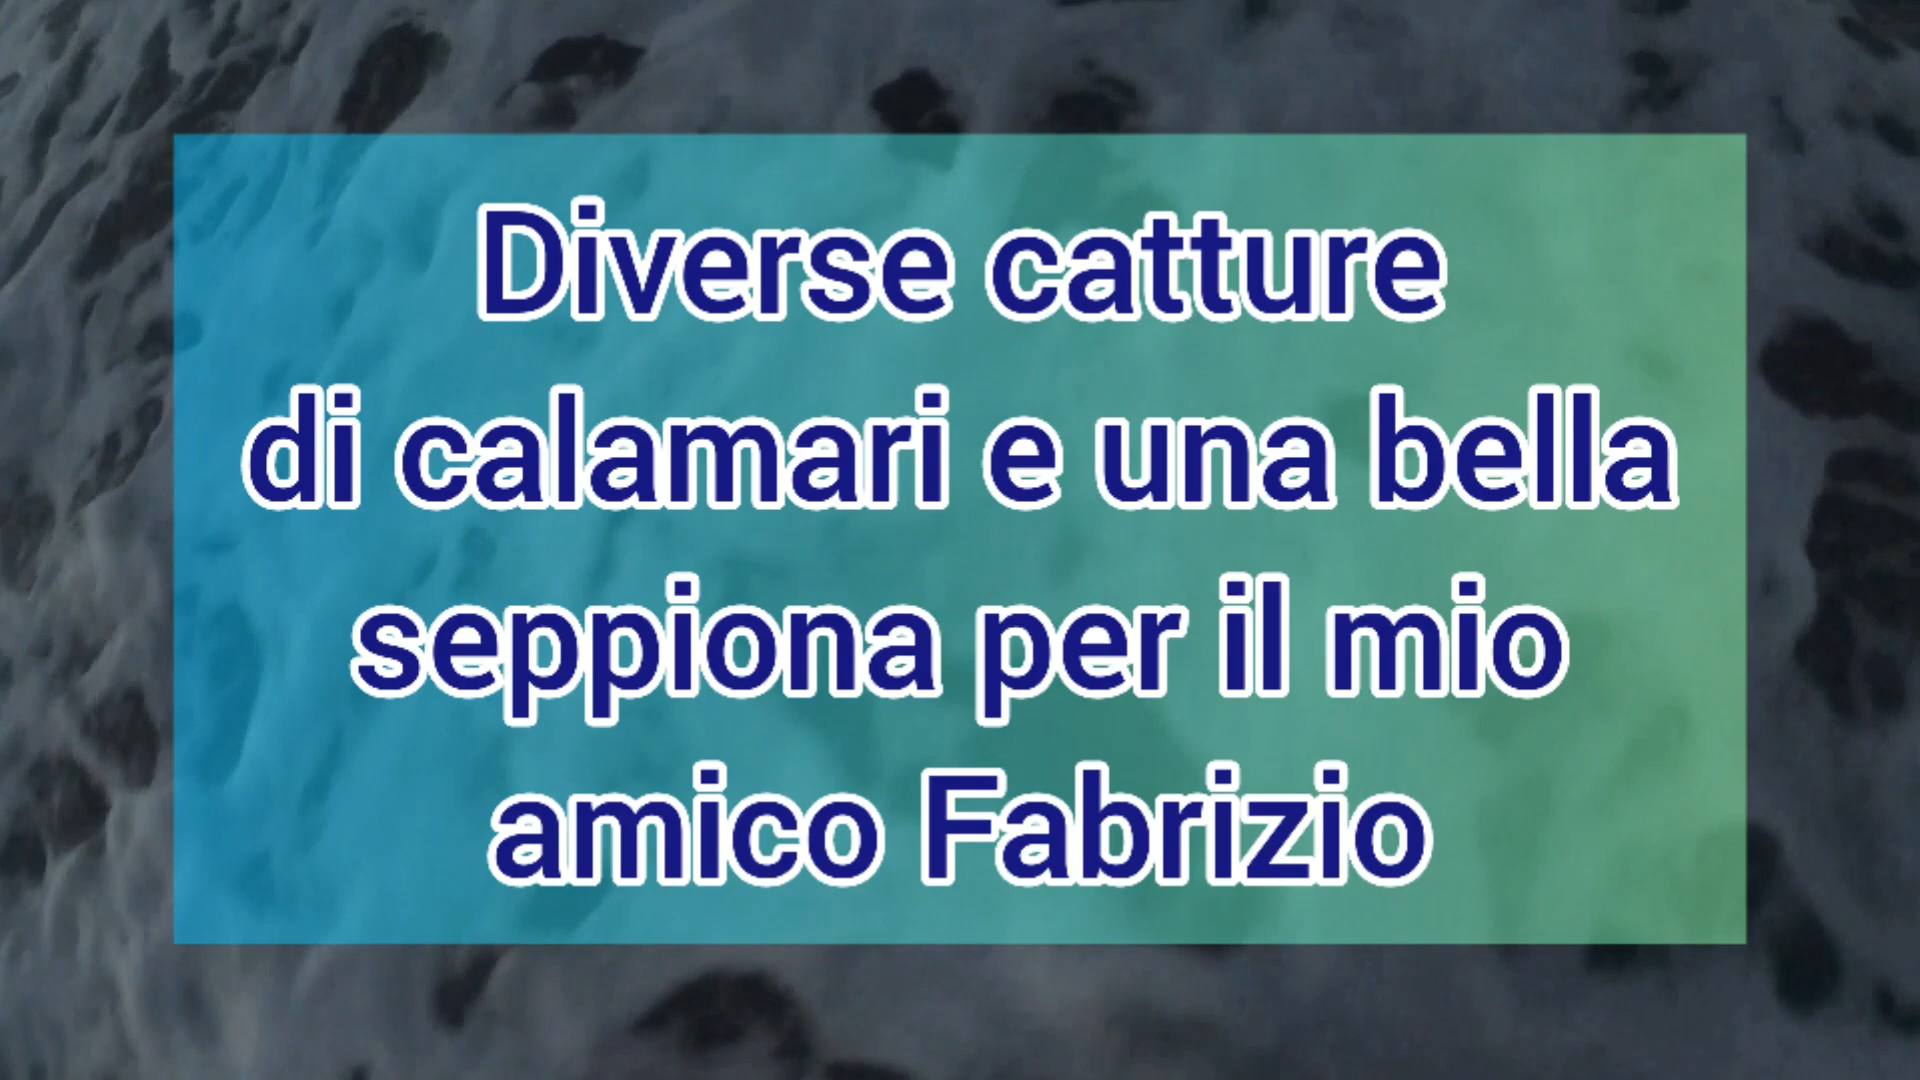 Diverse catture
di calamari e una bella
seppiona per il mio
amico Fabrizio